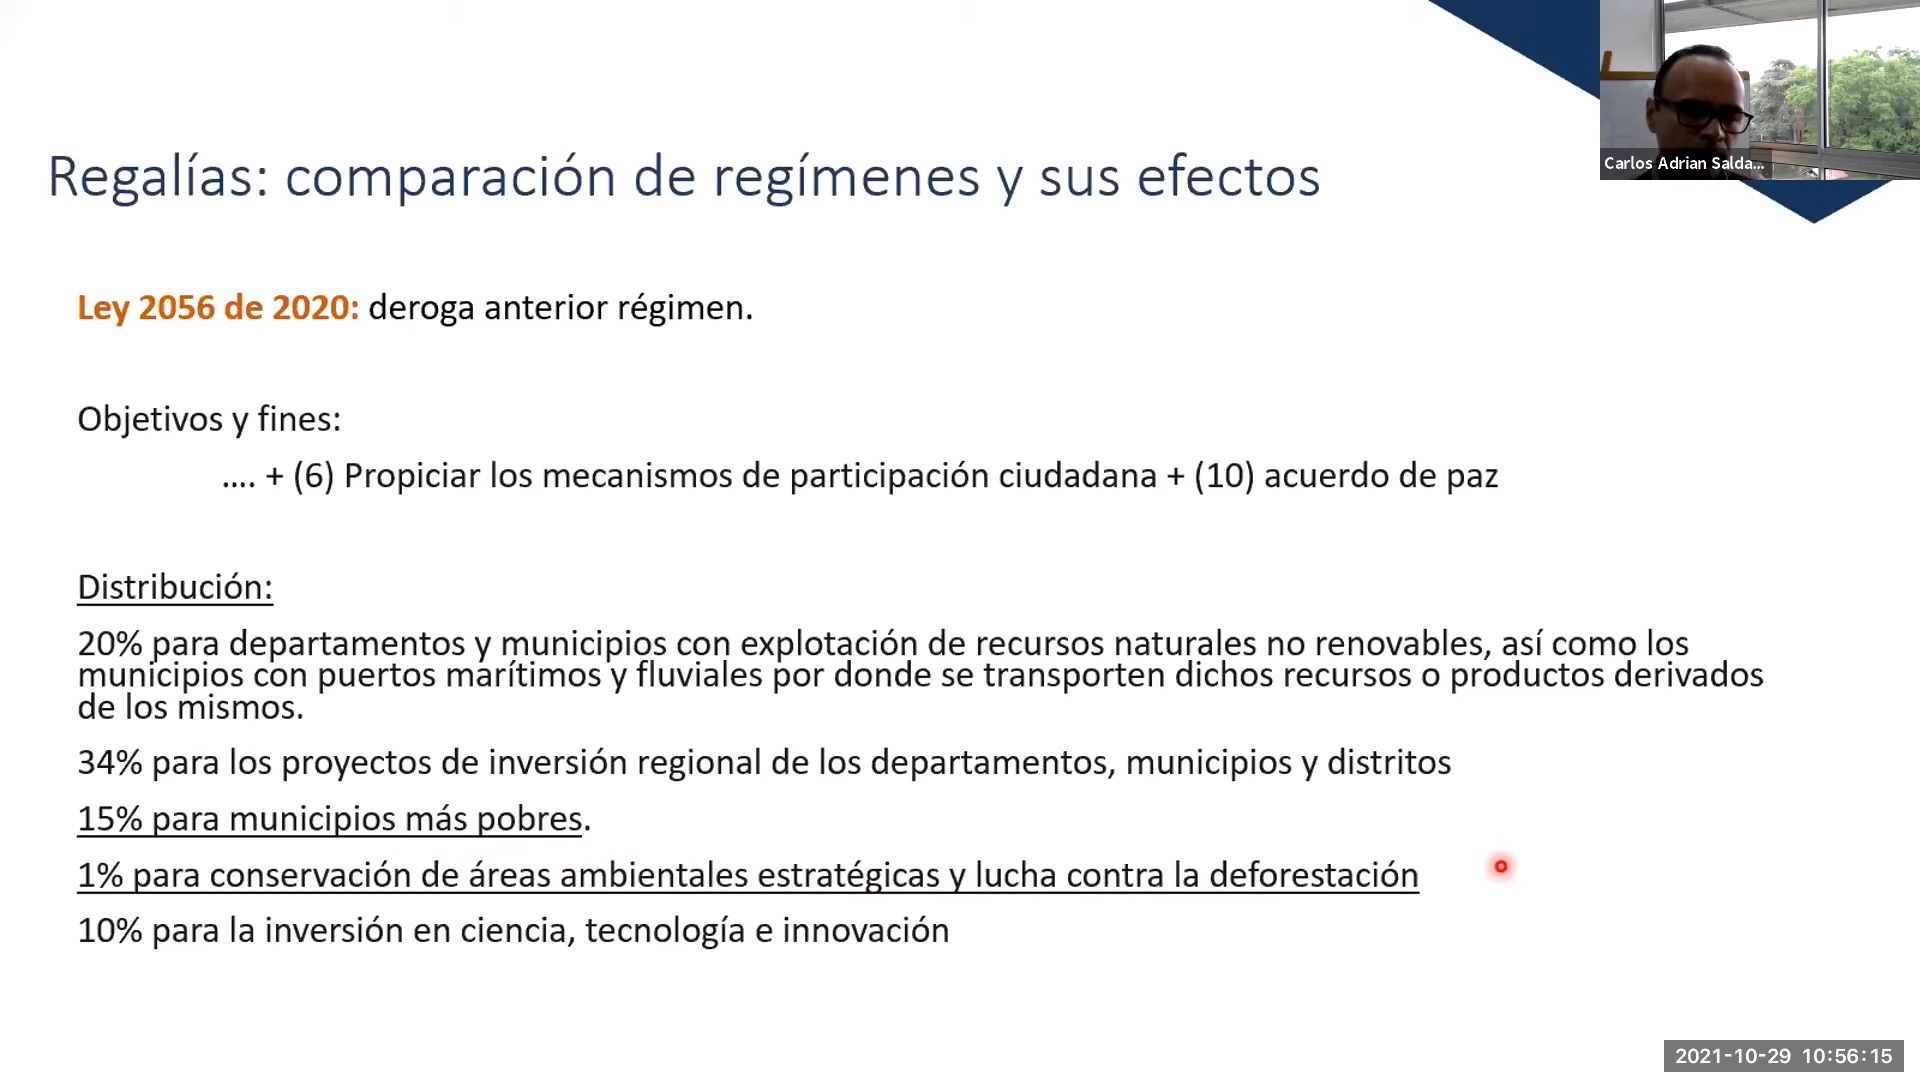 Carlos Adrian Salda...
Regalías: comparación de regímenes y sus efectos
Ley 2056 de 2020: deroga anterior régimen.
Objetivos y fines:
.... + (6) Propiciar los mecanismos de participación ciudadana + (10) acuerdo de paz
Distribución:
20% para departamentos y municipios con explotación de recursos naturales no renovables, así como los
municipios con puertos marítimos y fluviales por donde se transporten dichos recursos o productos derivados
de los mismos.
34% para los proyectos de inversión regional de los departamentos, municipios y distritos
15% para municipios más pobres.
1% para conservación de áreas ambientales estratégicas y lucha contra la deforestación
10% para la inversión en ciencia, tecnología e innovación
2021-10-29 10:56:15